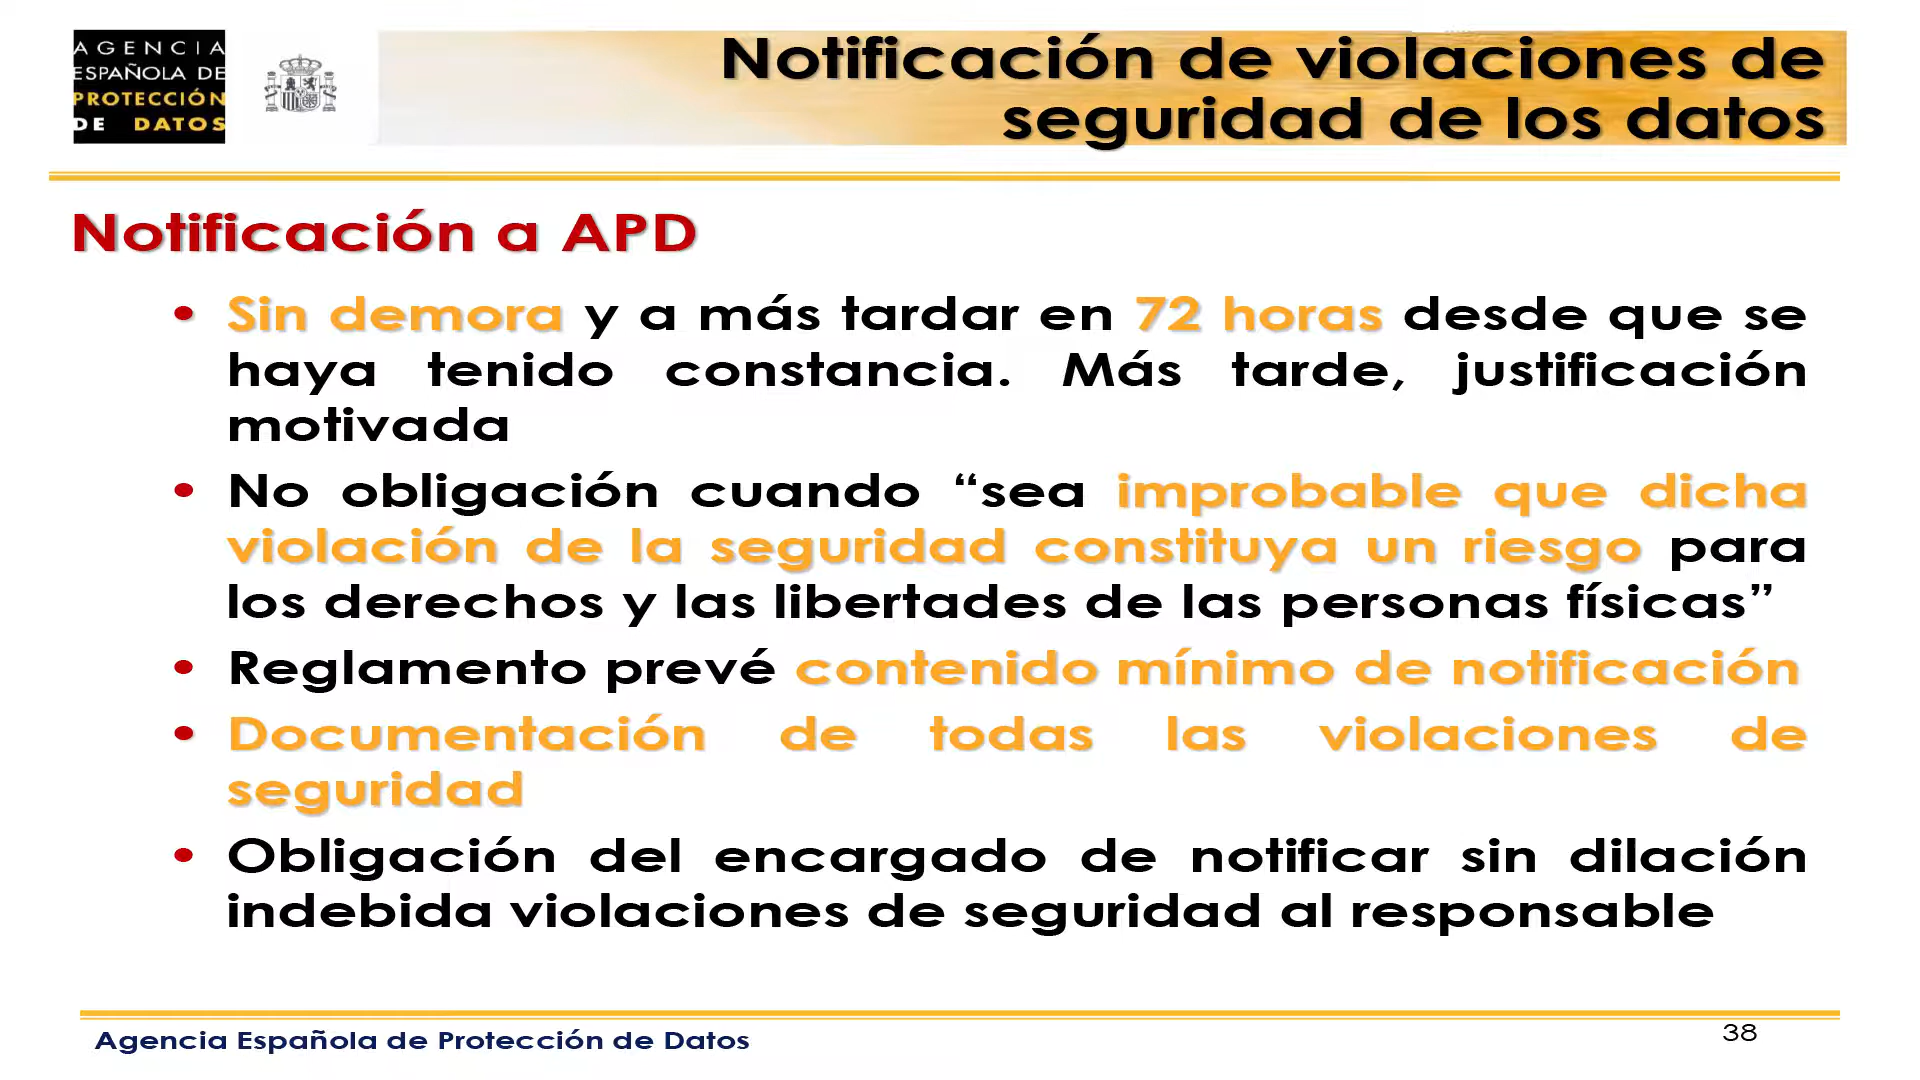 AGENCIA
ESPAÑOLA DE
PROTECCIÓN
DE DATOS
Notificación de violaciones de
seguridad de los datos
Notificación a APD
• Sin demora y a más tardar en 72 horas desde que se
haya tenido constancia. Más tarde, justificación
motivada
• No obligación cuando “sea improbable que dicha
violación de la seguridad constituya un riesgo para
los derechos y las libertades de las personas físicas”
• Reglamento prevé contenido mínimo de notificación
• Documentación de todas las violaciones de
seguridad
• Obligación del encargado de notificar sin dilación
indebida violaciones de seguridad al responsable
Agencia Española de Protección de Datos
38